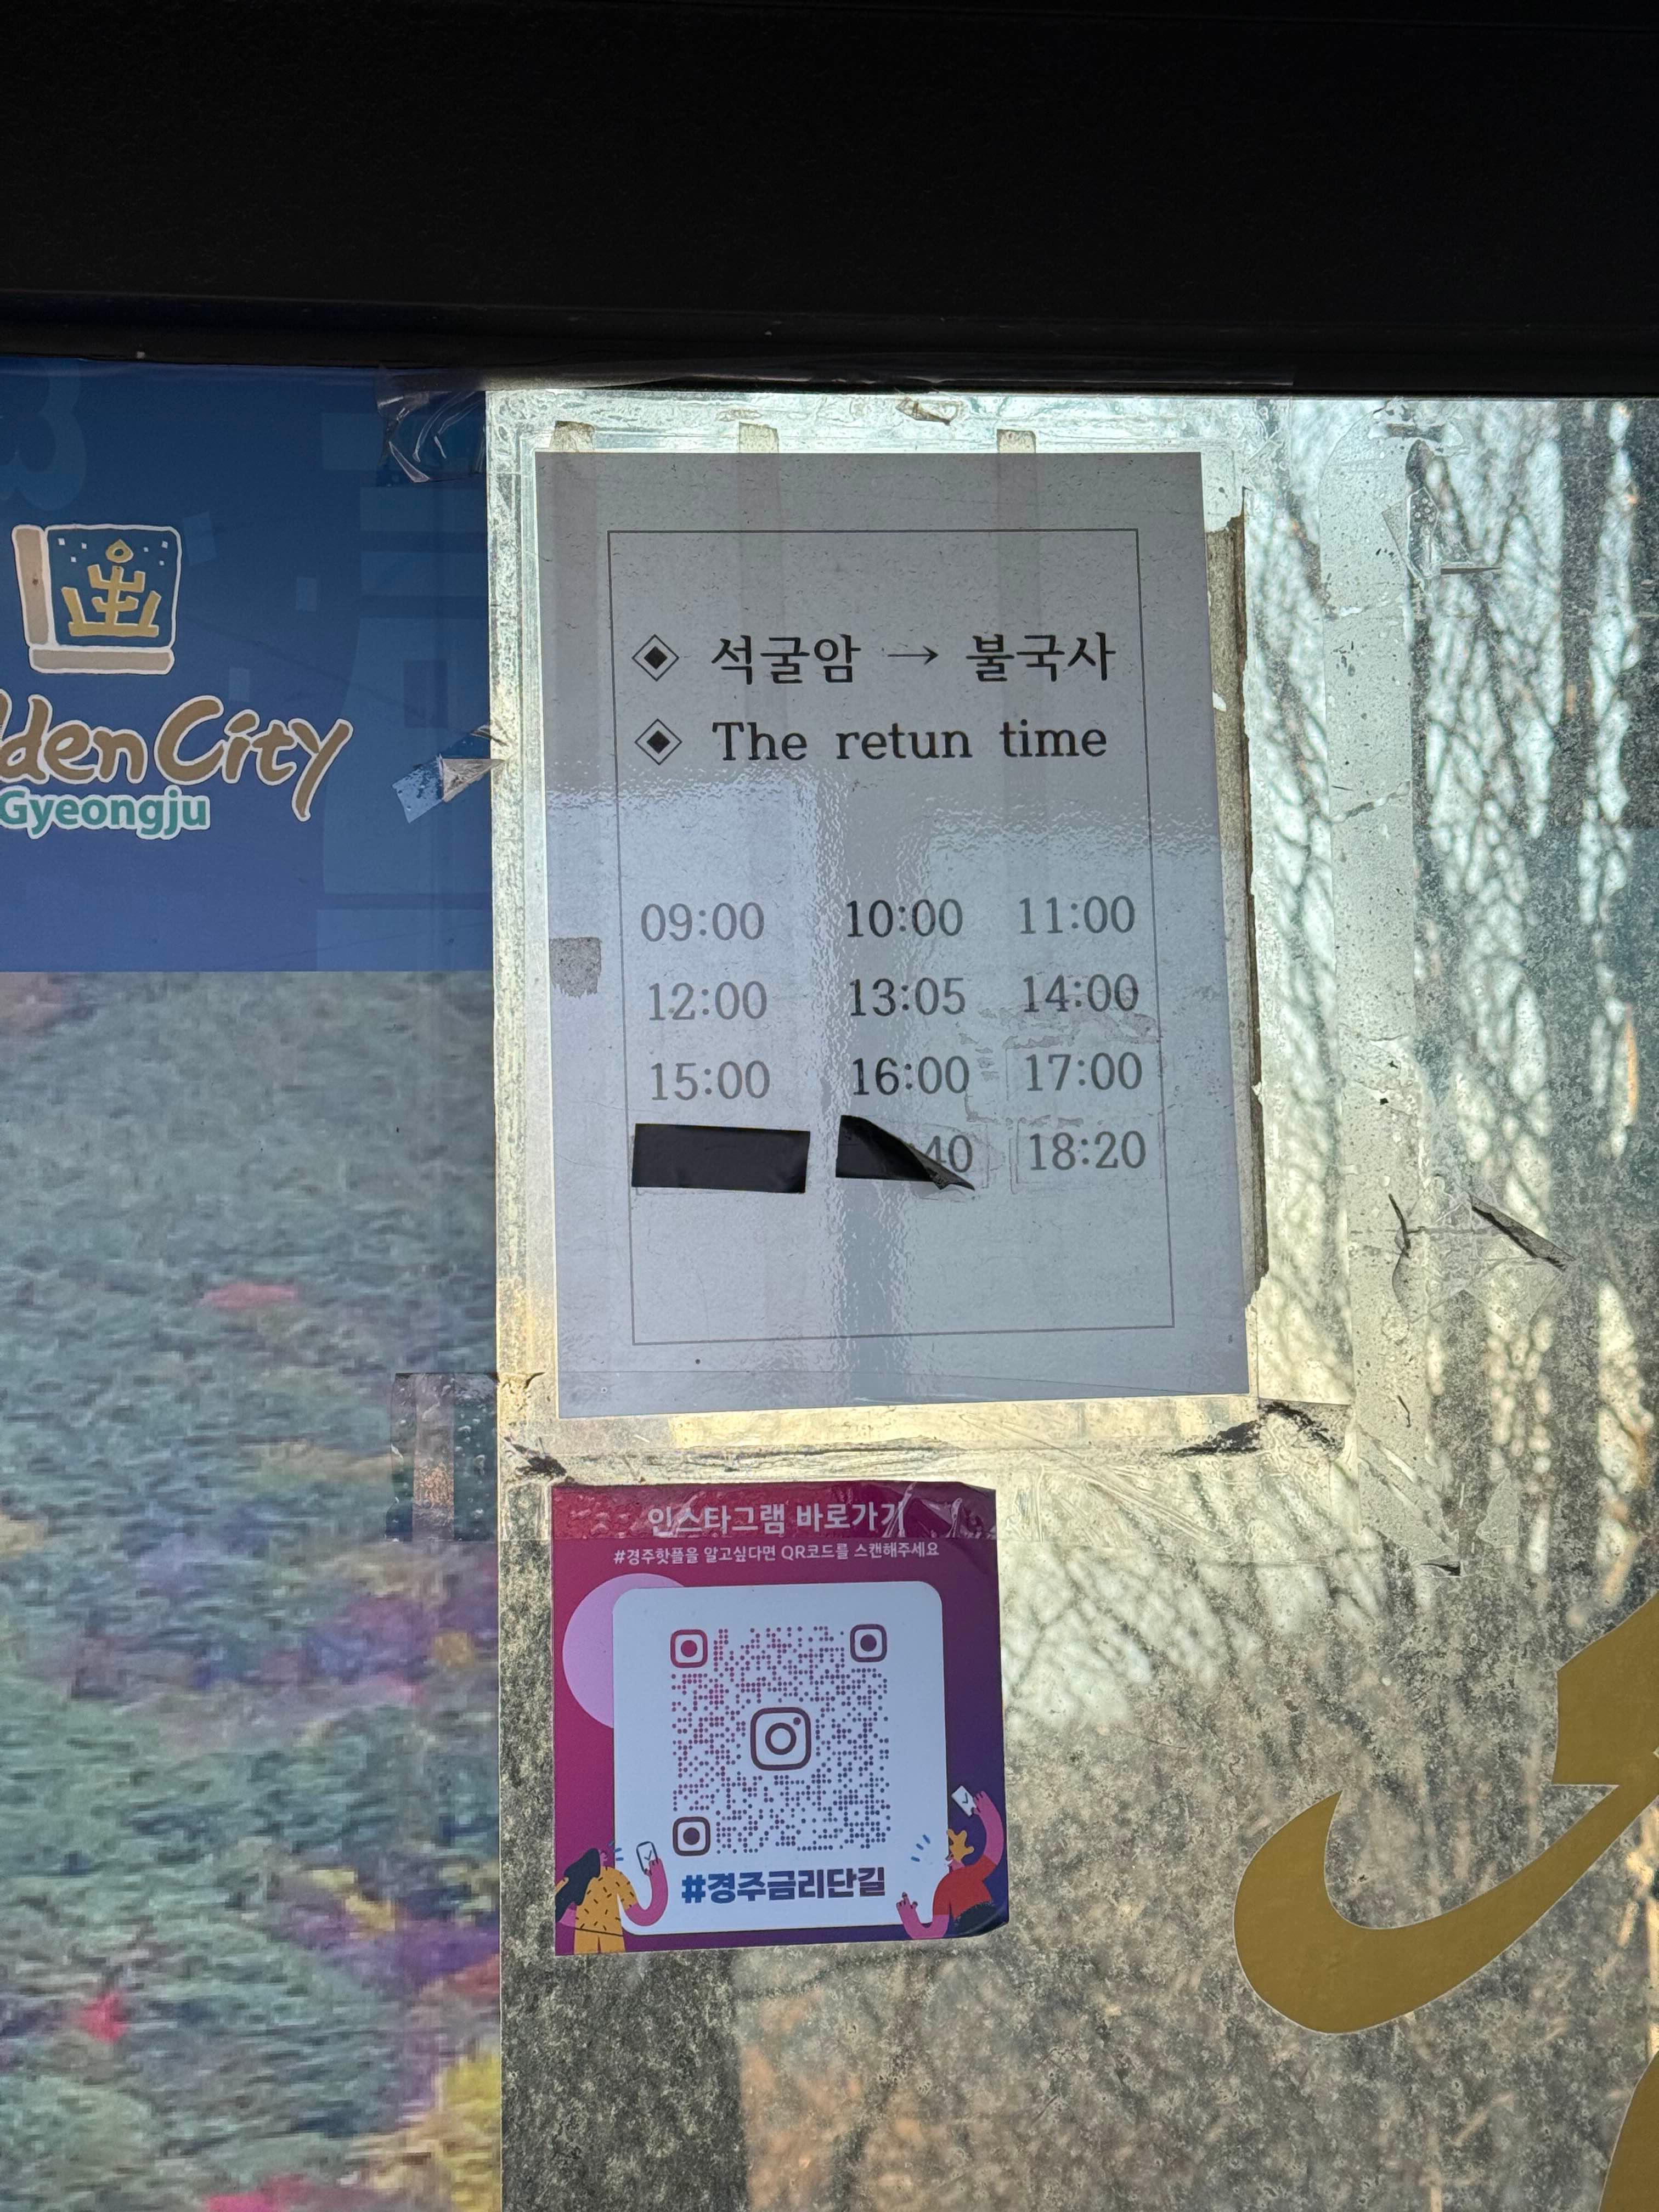 City
Gyeongju
◈ 석굴암 → 불국사
◈ The retun time
09:00 10:00 11:00
12:00 13:05 14:00
15:00 16:00 17:00
18:20
인스타그램 바로가기
#경주핫플을 알고싶다면 QR코드를 스캔해주세요
#경주금리단길